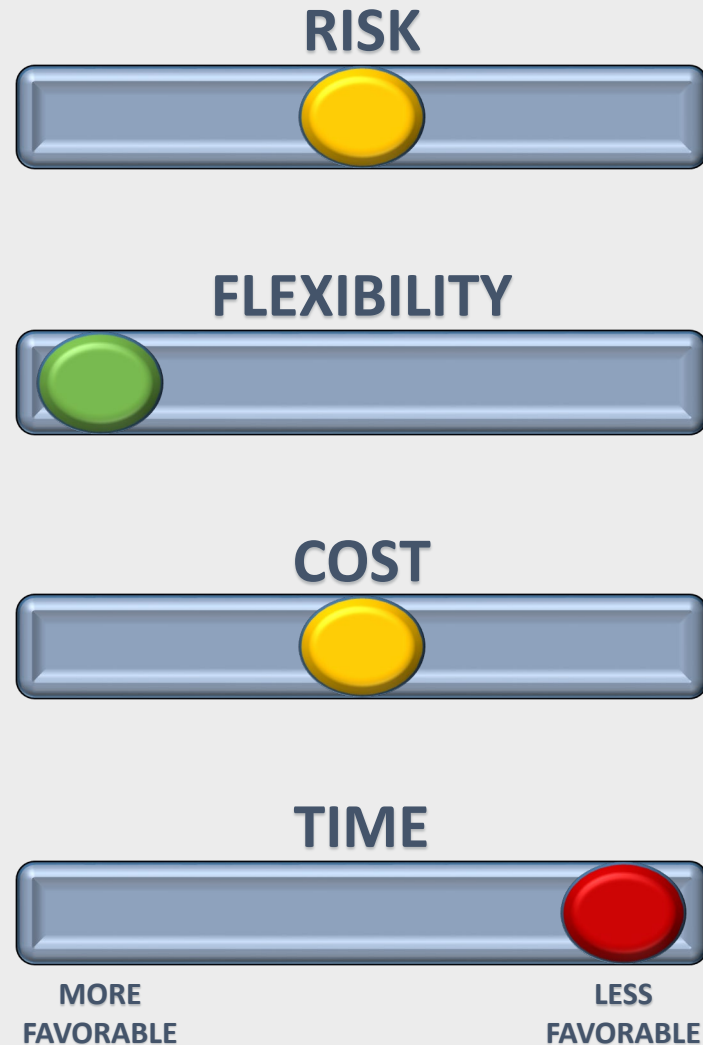 RISK
FLEXIBILITY
COST
TIME
MORE
FAVORABLE
LESS
FAVORABLE